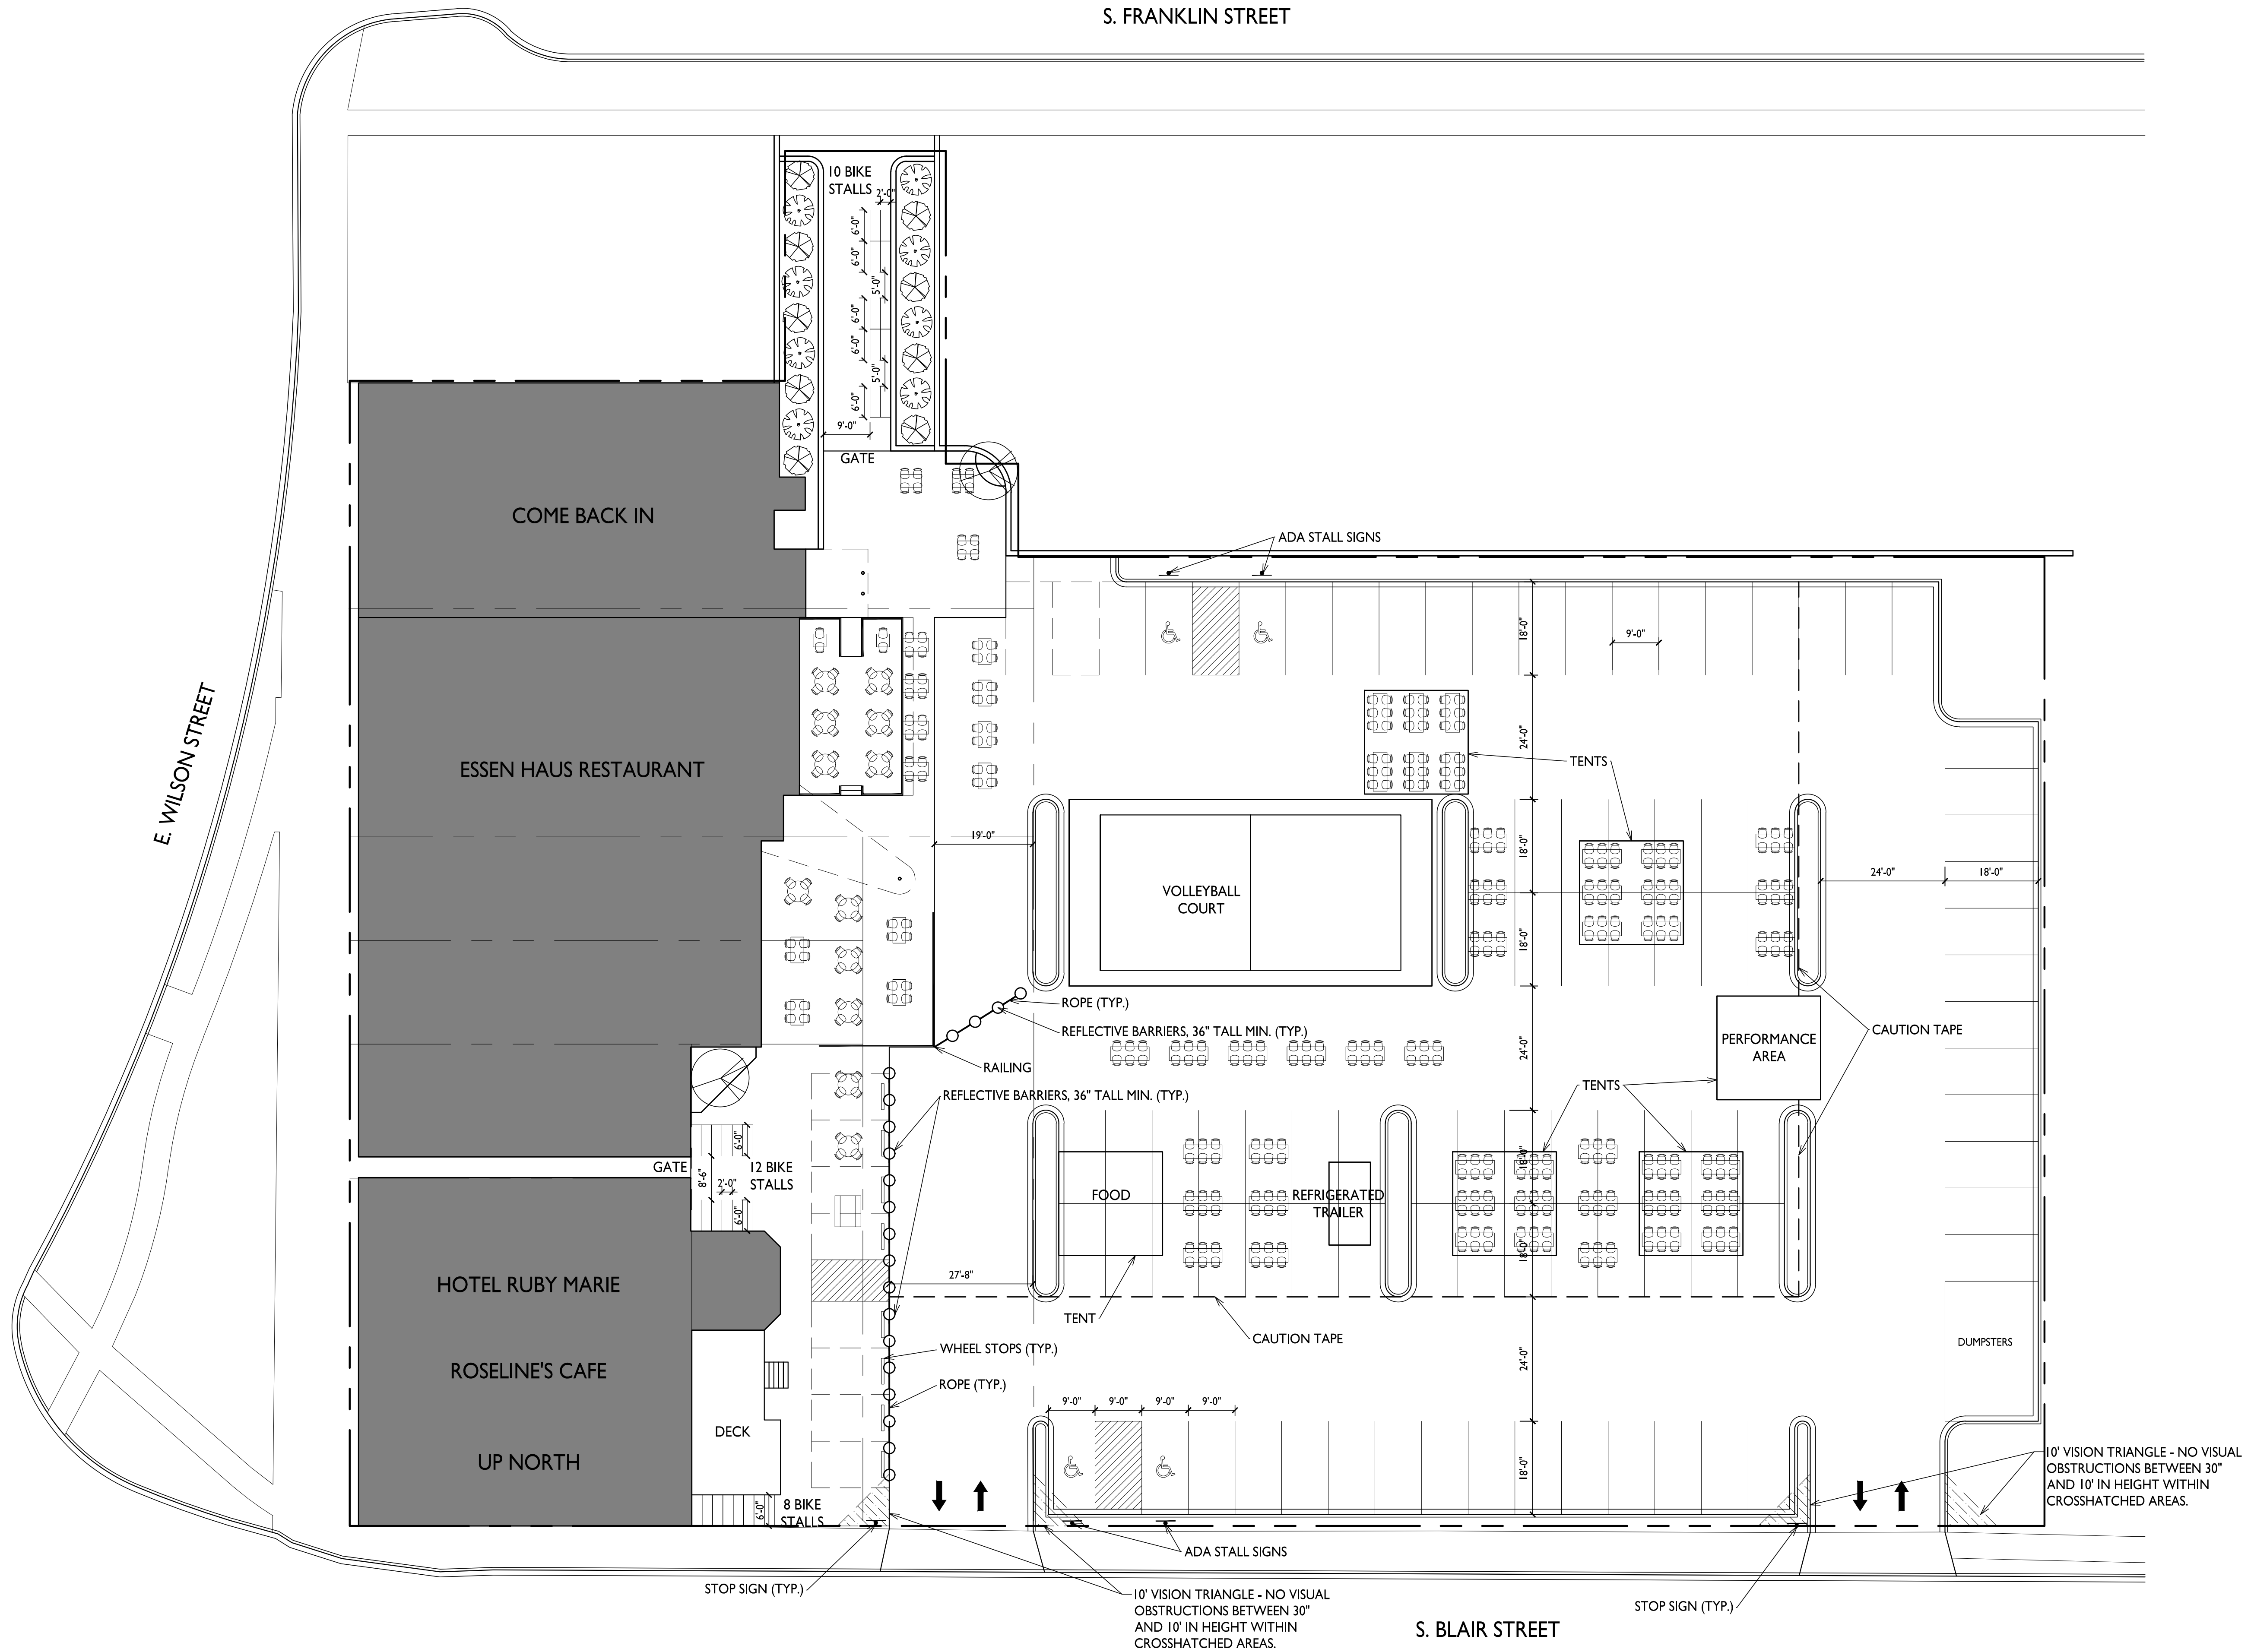 S. FRANKLIN STREET
10 BIKE
STALLS
2'-0"
6'-0"
6'-0"
5'-0"
6'-0"
6'-0"
5'-0"
6'-0"
9'-0"
GATE
COME BACK IN
ADA STALL SIGNS
18'-0"
9'-0"
E. WILSON STREET
ESSEN HAUS RESTAURANT
24'-0"
TENTS
19'-0"
18'-0"
VOLLEYBALL
COURT
24'-0"
18'-0"
18'-0"
ROPE (TYP.)
REFLECTIVE BARRIERS, 36" TALL MIN. (TYP.)
RAILING
24'-0"
PERFORMANCE
AREA
CAUTION TAPE
TENTS
REFLECTIVE BARRIERS, 36" TALL MIN. (TYP.)
6'-0"
GATE
12 BIKE
STALLS
8'-6"
2'-0"
6'-0"
18'-0"
FOOD
REFRIGERATED
TRAILER
18'-0"
HOTEL RUBY MARIE
27'-8"
TENT
CAUTION TAPE
WHEEL STOPS (TYP.)
24'-0"
DUMPSTERS
ROSELINE'S CAFE
ROPE (TYP.)
9'-0"
9'-0"
9'-0"
9'-0"
DECK
UP NORTH
18'-0"
10' VISION TRIANGLE - NO VISUAL
OBSTRUCTIONS BETWEEN 30"
AND 10' IN HEIGHT WITHIN
CROSSHATCHED AREAS.
6'-0"
8 BIKE
STALLS
ADA STALL SIGNS
STOP SIGN (TYP.)
10' VISION TRIANGLE - NO VISUAL
OBSTRUCTIONS BETWEEN 30"
AND 10' IN HEIGHT WITHIN
CROSSHATCHED AREAS.
STOP SIGN (TYP.)
S. BLAIR STREET